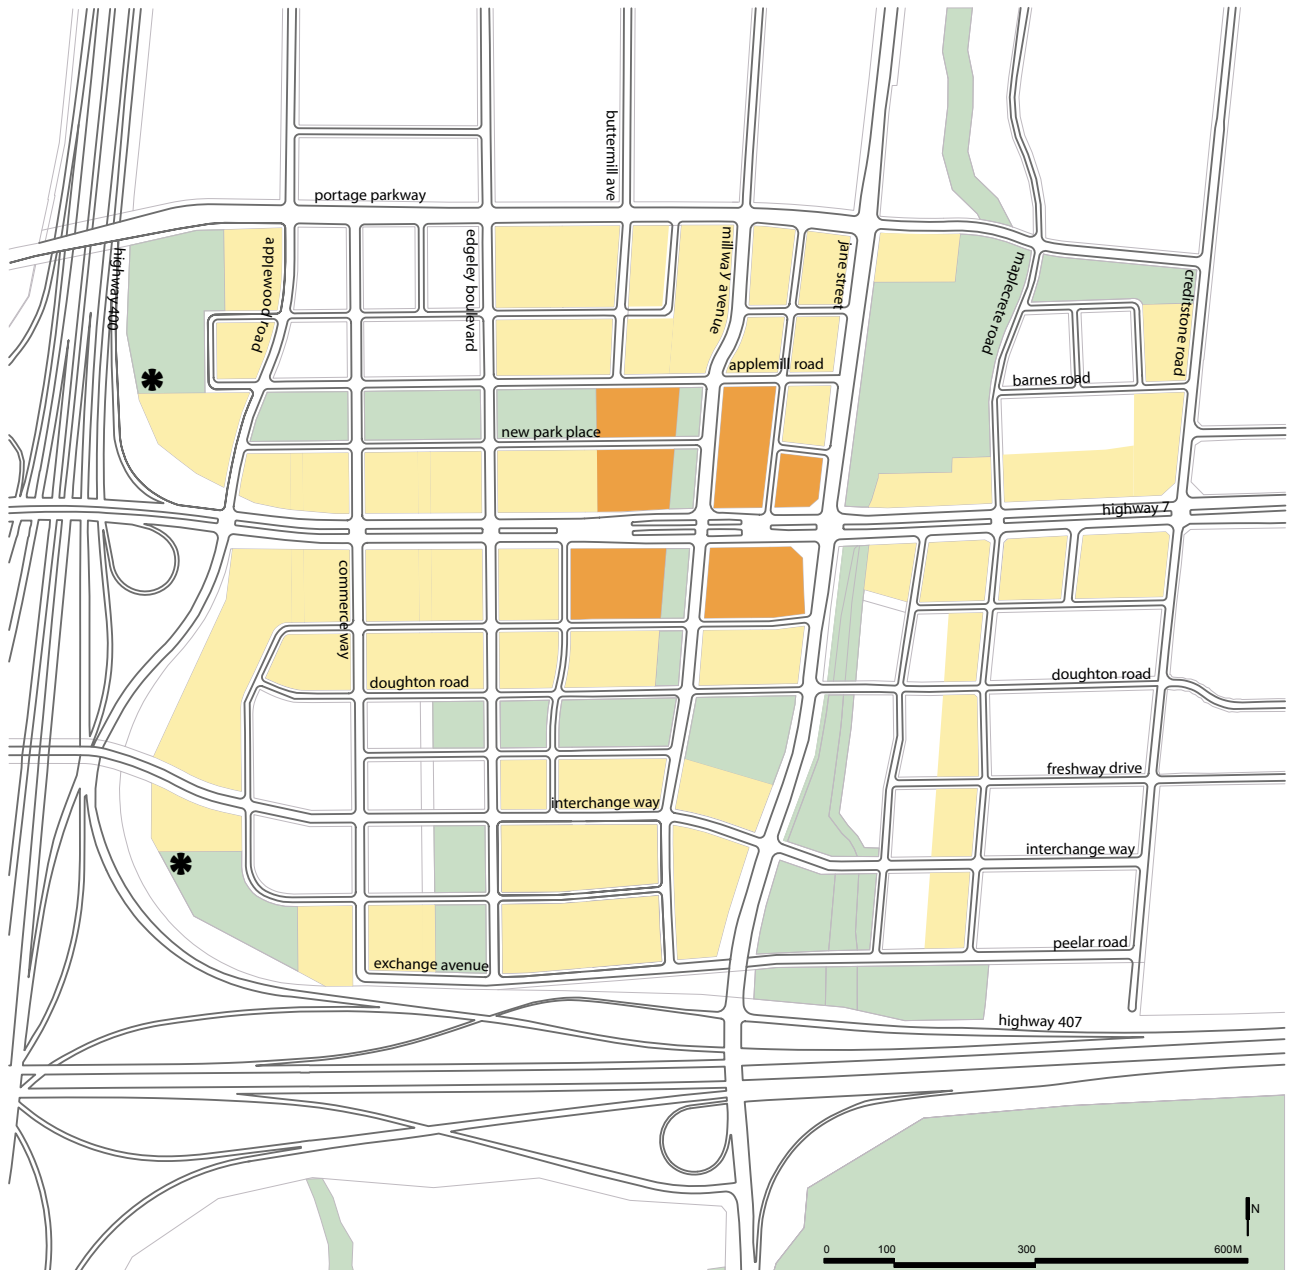 buttermill ave
portage parkway
highway 400
applewood road
edgeley boulevard
millway avenue
jane street
maplecrete road
creditstone road
applemill road
barnes road
new park place
highway 7
commerce way
doughton road
doughton road
freshway drive
interchange way
interchange way
peelar road
exchange avenue
highway 407
N
0 100 300 600M